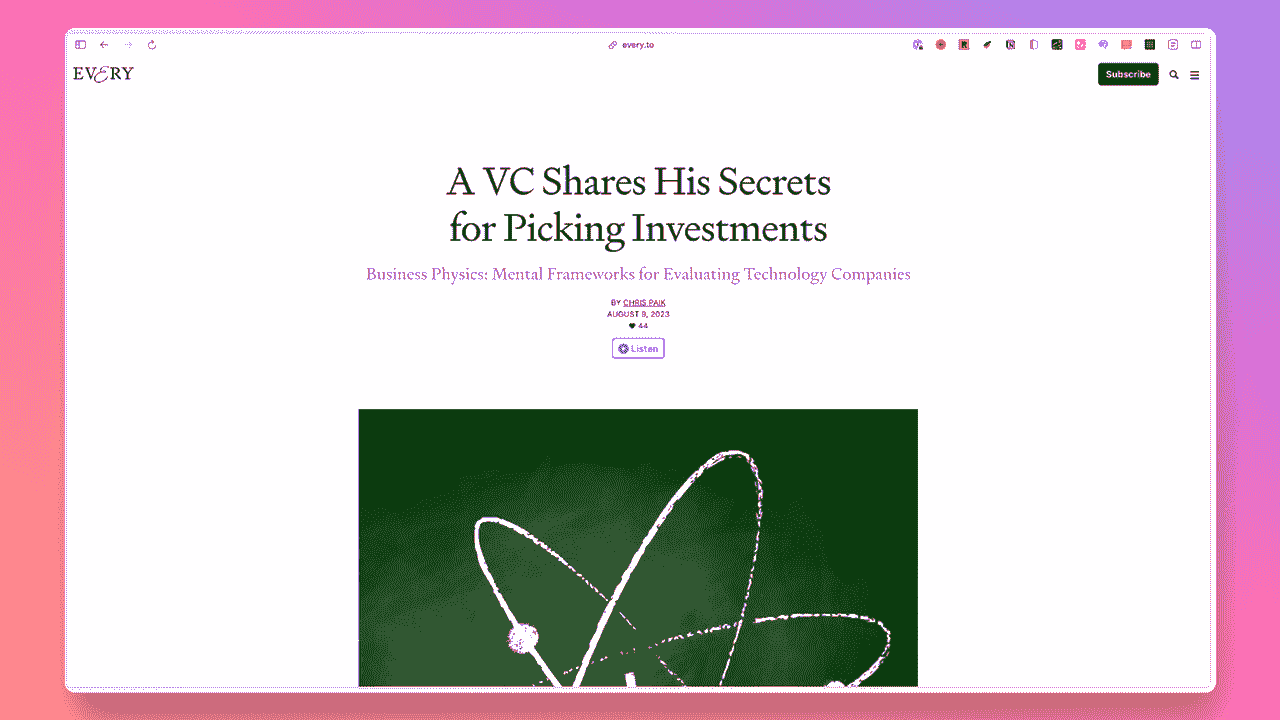 every.to
EVERY
Subscribe
A VC Shares His Secrets
for Picking Investments
Business Physics: Mental Frameworks for Evaluating Technology Companies
BY CHRIS PAIK
AUGUST 9, 2023
44
Listen